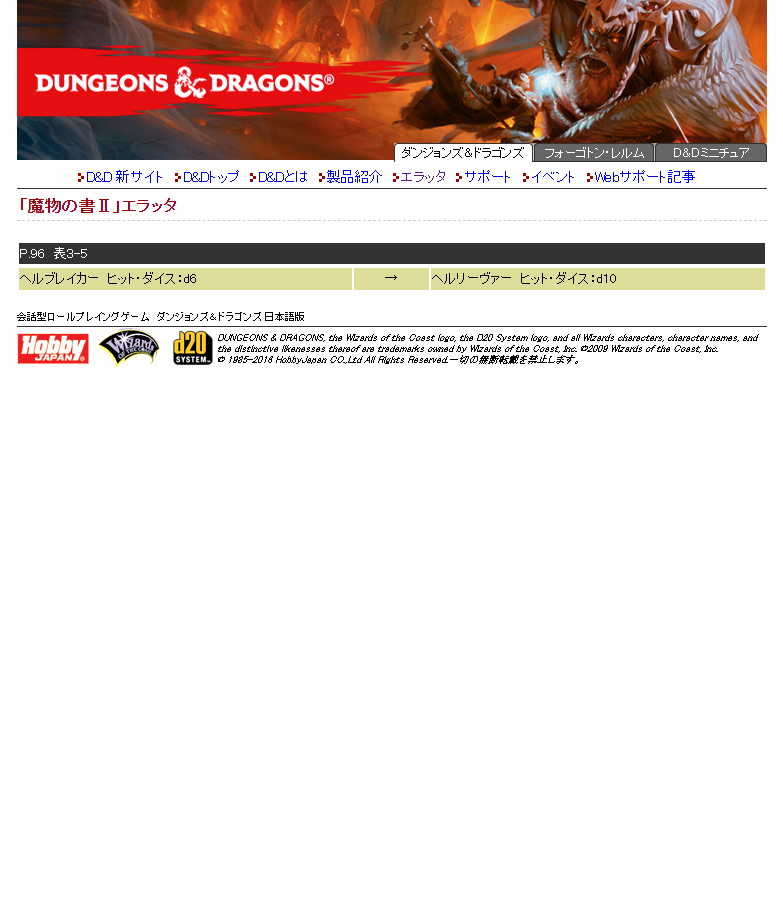 DUNGEONS & DRAGONS®
ダンジョンズ&ドラゴンズ フォーゴトン・レルム D&Dミニチュア
D&D 新サイト D&Dトップ D&Dとは 製品紹介 エラッタ サポート イベント Webサポート記事
「魔物の書Ⅱ」エラッタ
P.96 表3-5
ヘルブレイカー ヒット・ダイス：d6 → ヘルリーヴァー ヒット・ダイス：d10
会話型ロールプレイングゲーム ダンジョンズ&ドラゴンズ日本語版
Hobby JAPAN® Wizards OF THE COAST d20 SYSTEM™
DUNGEONS & DRAGONS, the Wizards of the Coast logo, the D20 System logo, and all Wizards characters, character names, and
the distinctive likenesses thereof are trademarks owned by Wizards of the Coast, Inc. ©2009 Wizards of the Coast, Inc.
© 1985-2016 HobbyJapan CO.,Ltd All Rights Reserved.一切の無断転載を禁止します。